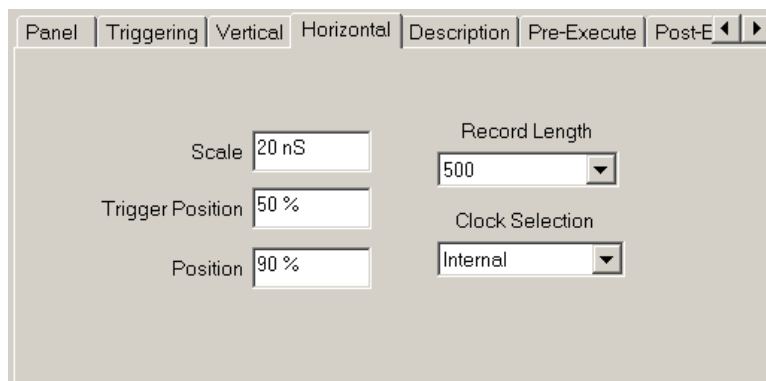 Panel Triggering Vertical Horizontal Description Pre-Execute Post-E
Scale 20 nS
Trigger Position 50 %
Position 90 %
Record Length
500
Clock Selection
Internal